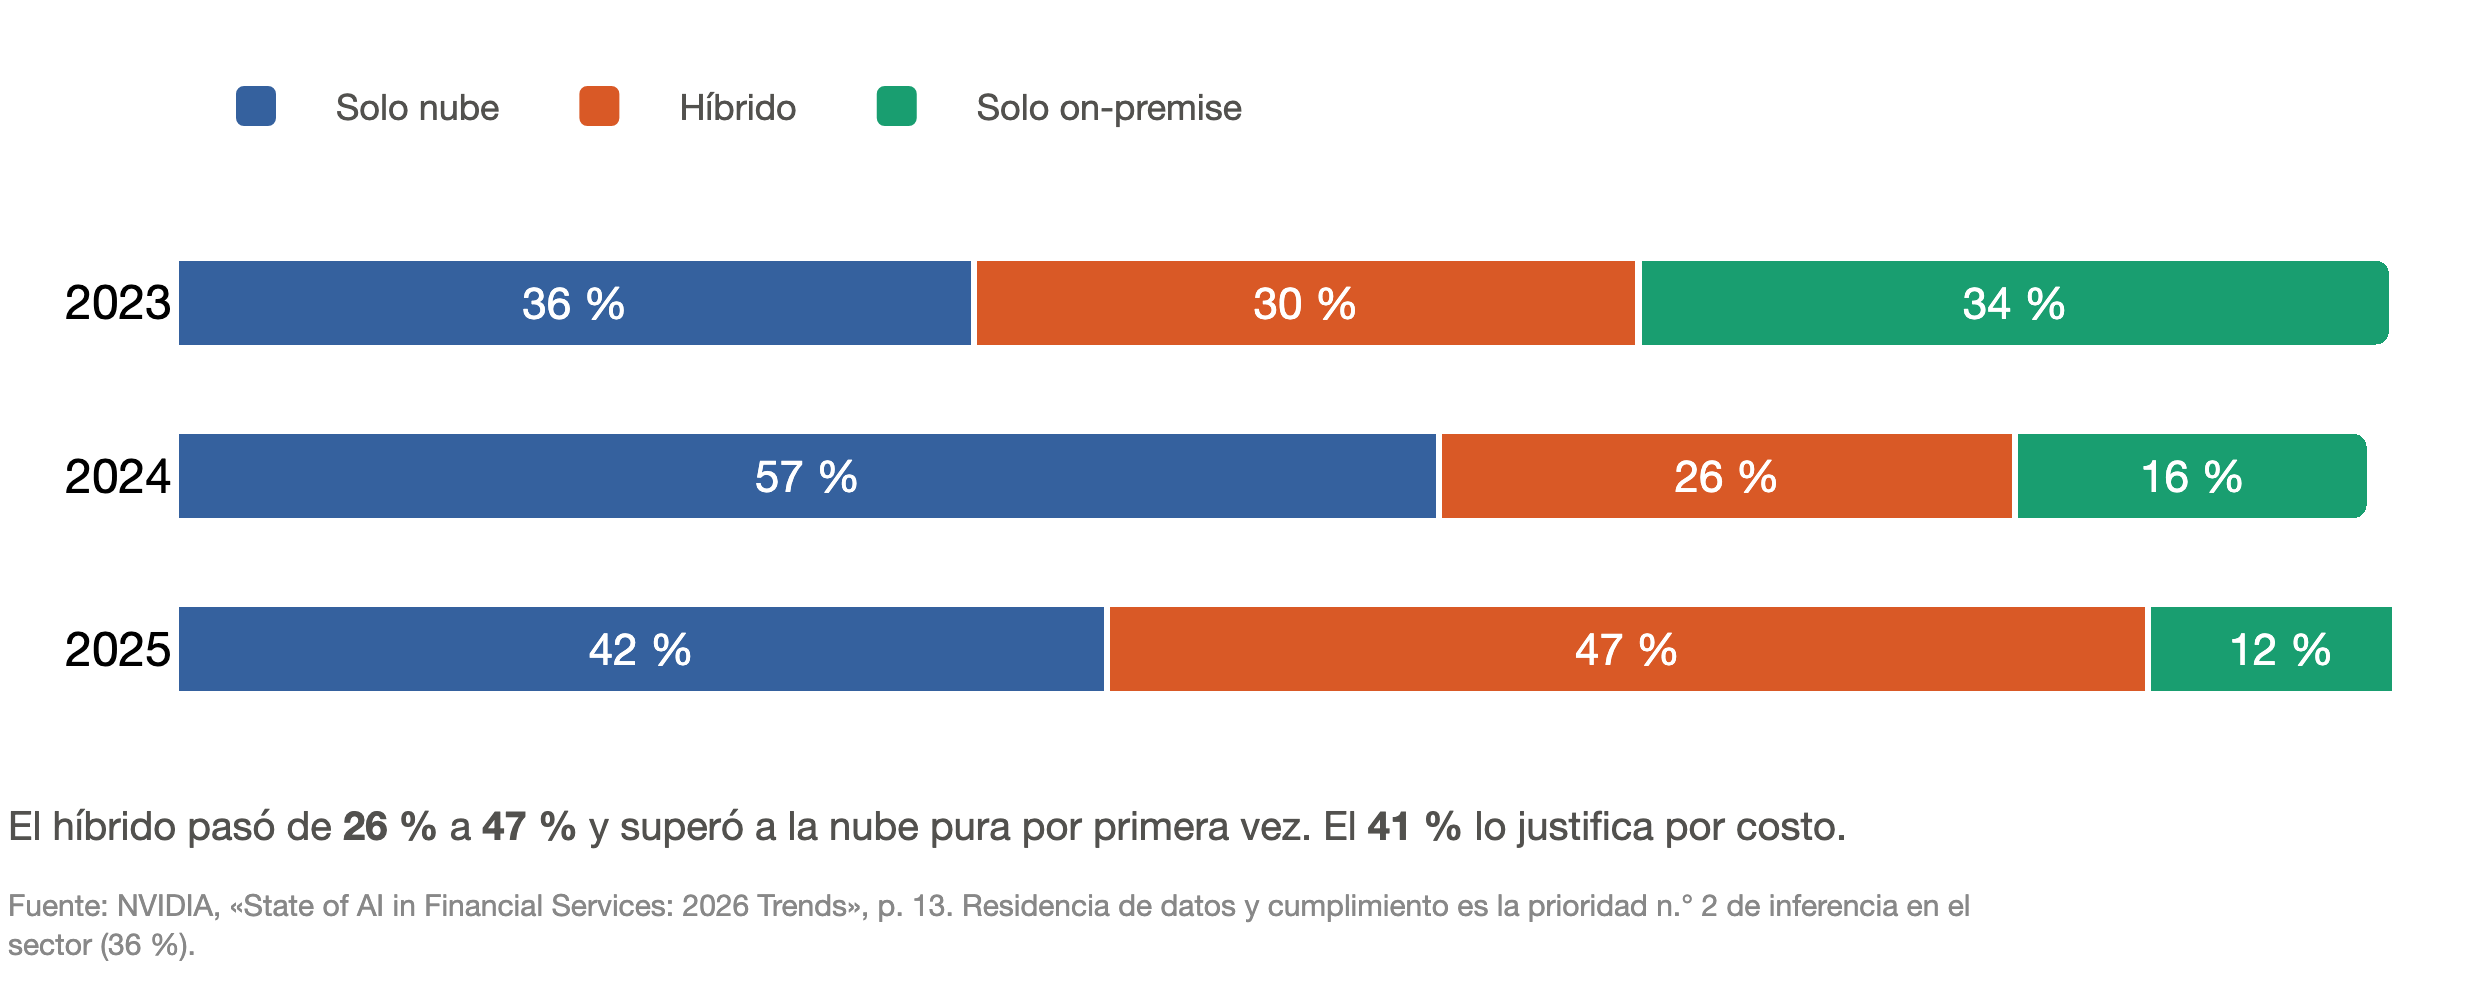 Solo nube Híbrido Solo on-premise
2023 36 % 30 % 34 %
2024 57 % 26 % 16 %
2025 42 % 47 % 12 %
El híbrido pasó de 26 % a 47 % y superó a la nube pura por primera vez. El 41 % lo justifica por costo.
Fuente: NVIDIA, «State of AI in Financial Services: 2026 Trends», p. 13. Residencia de datos y cumplimiento es la prioridad n.° 2 de inferencia en el
sector (36 %).